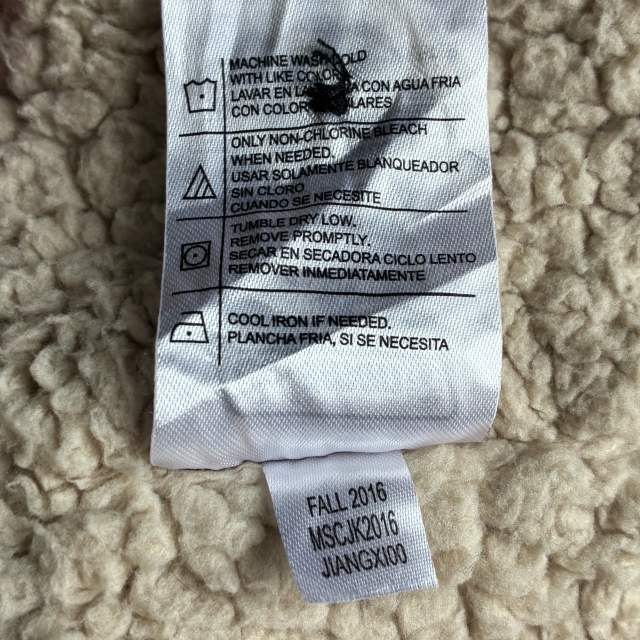 MACHINE WASH COLD
WITH LIKE COLOR
LAVAR EN LA CON AGUA FRIA
CON COLOR
ONLY NON-CHLORINE BLEACH
WHEN NEEDED.
USAR SOLAMENTE BLANQUEADOR
SIN CLORO
CUANDO SE NECESITE
TUMBLE DRY LOW.
REMOVE PROMPTLY.
SECAR EN SECADORA CICLO LENTO
REMOVER INMEDIATAMENTE
COOL IRON IF NEEDED.
PLANCHA FRIA, SI SE NECESITA
FALL 2016
MSCJK2016
JIANGXI00